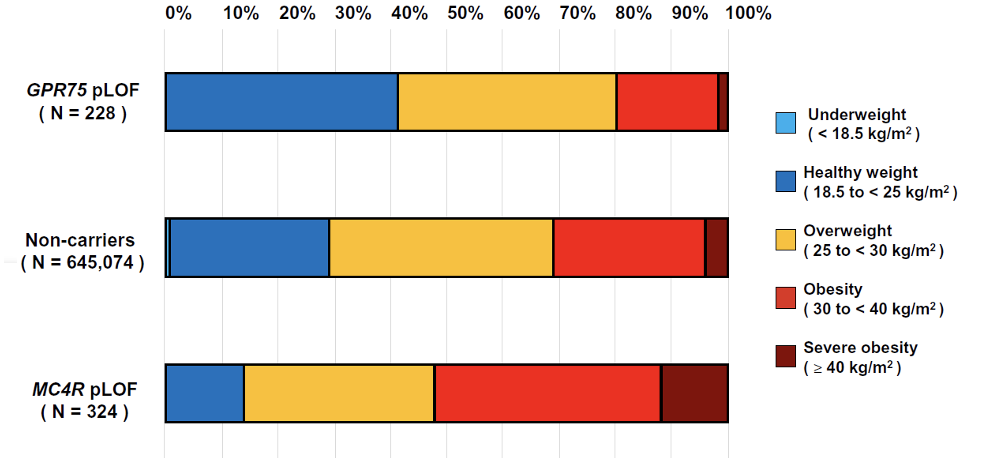 0% 10% 20% 30% 40% 50% 60% 70% 80% 90% 100%
GPR75 pLOF
( N = 228 )
Non-carriers
( N = 645,074 )
MC4R pLOF
( N = 324 )
Underweight
( < 18.5 kg/m² )
Healthy weight
( 18.5 to < 25 kg/m² )
Overweight
( 25 to < 30 kg/m² )
Obesity
( 30 to < 40 kg/m² )
Severe obesity
( ≥ 40 kg/m² )